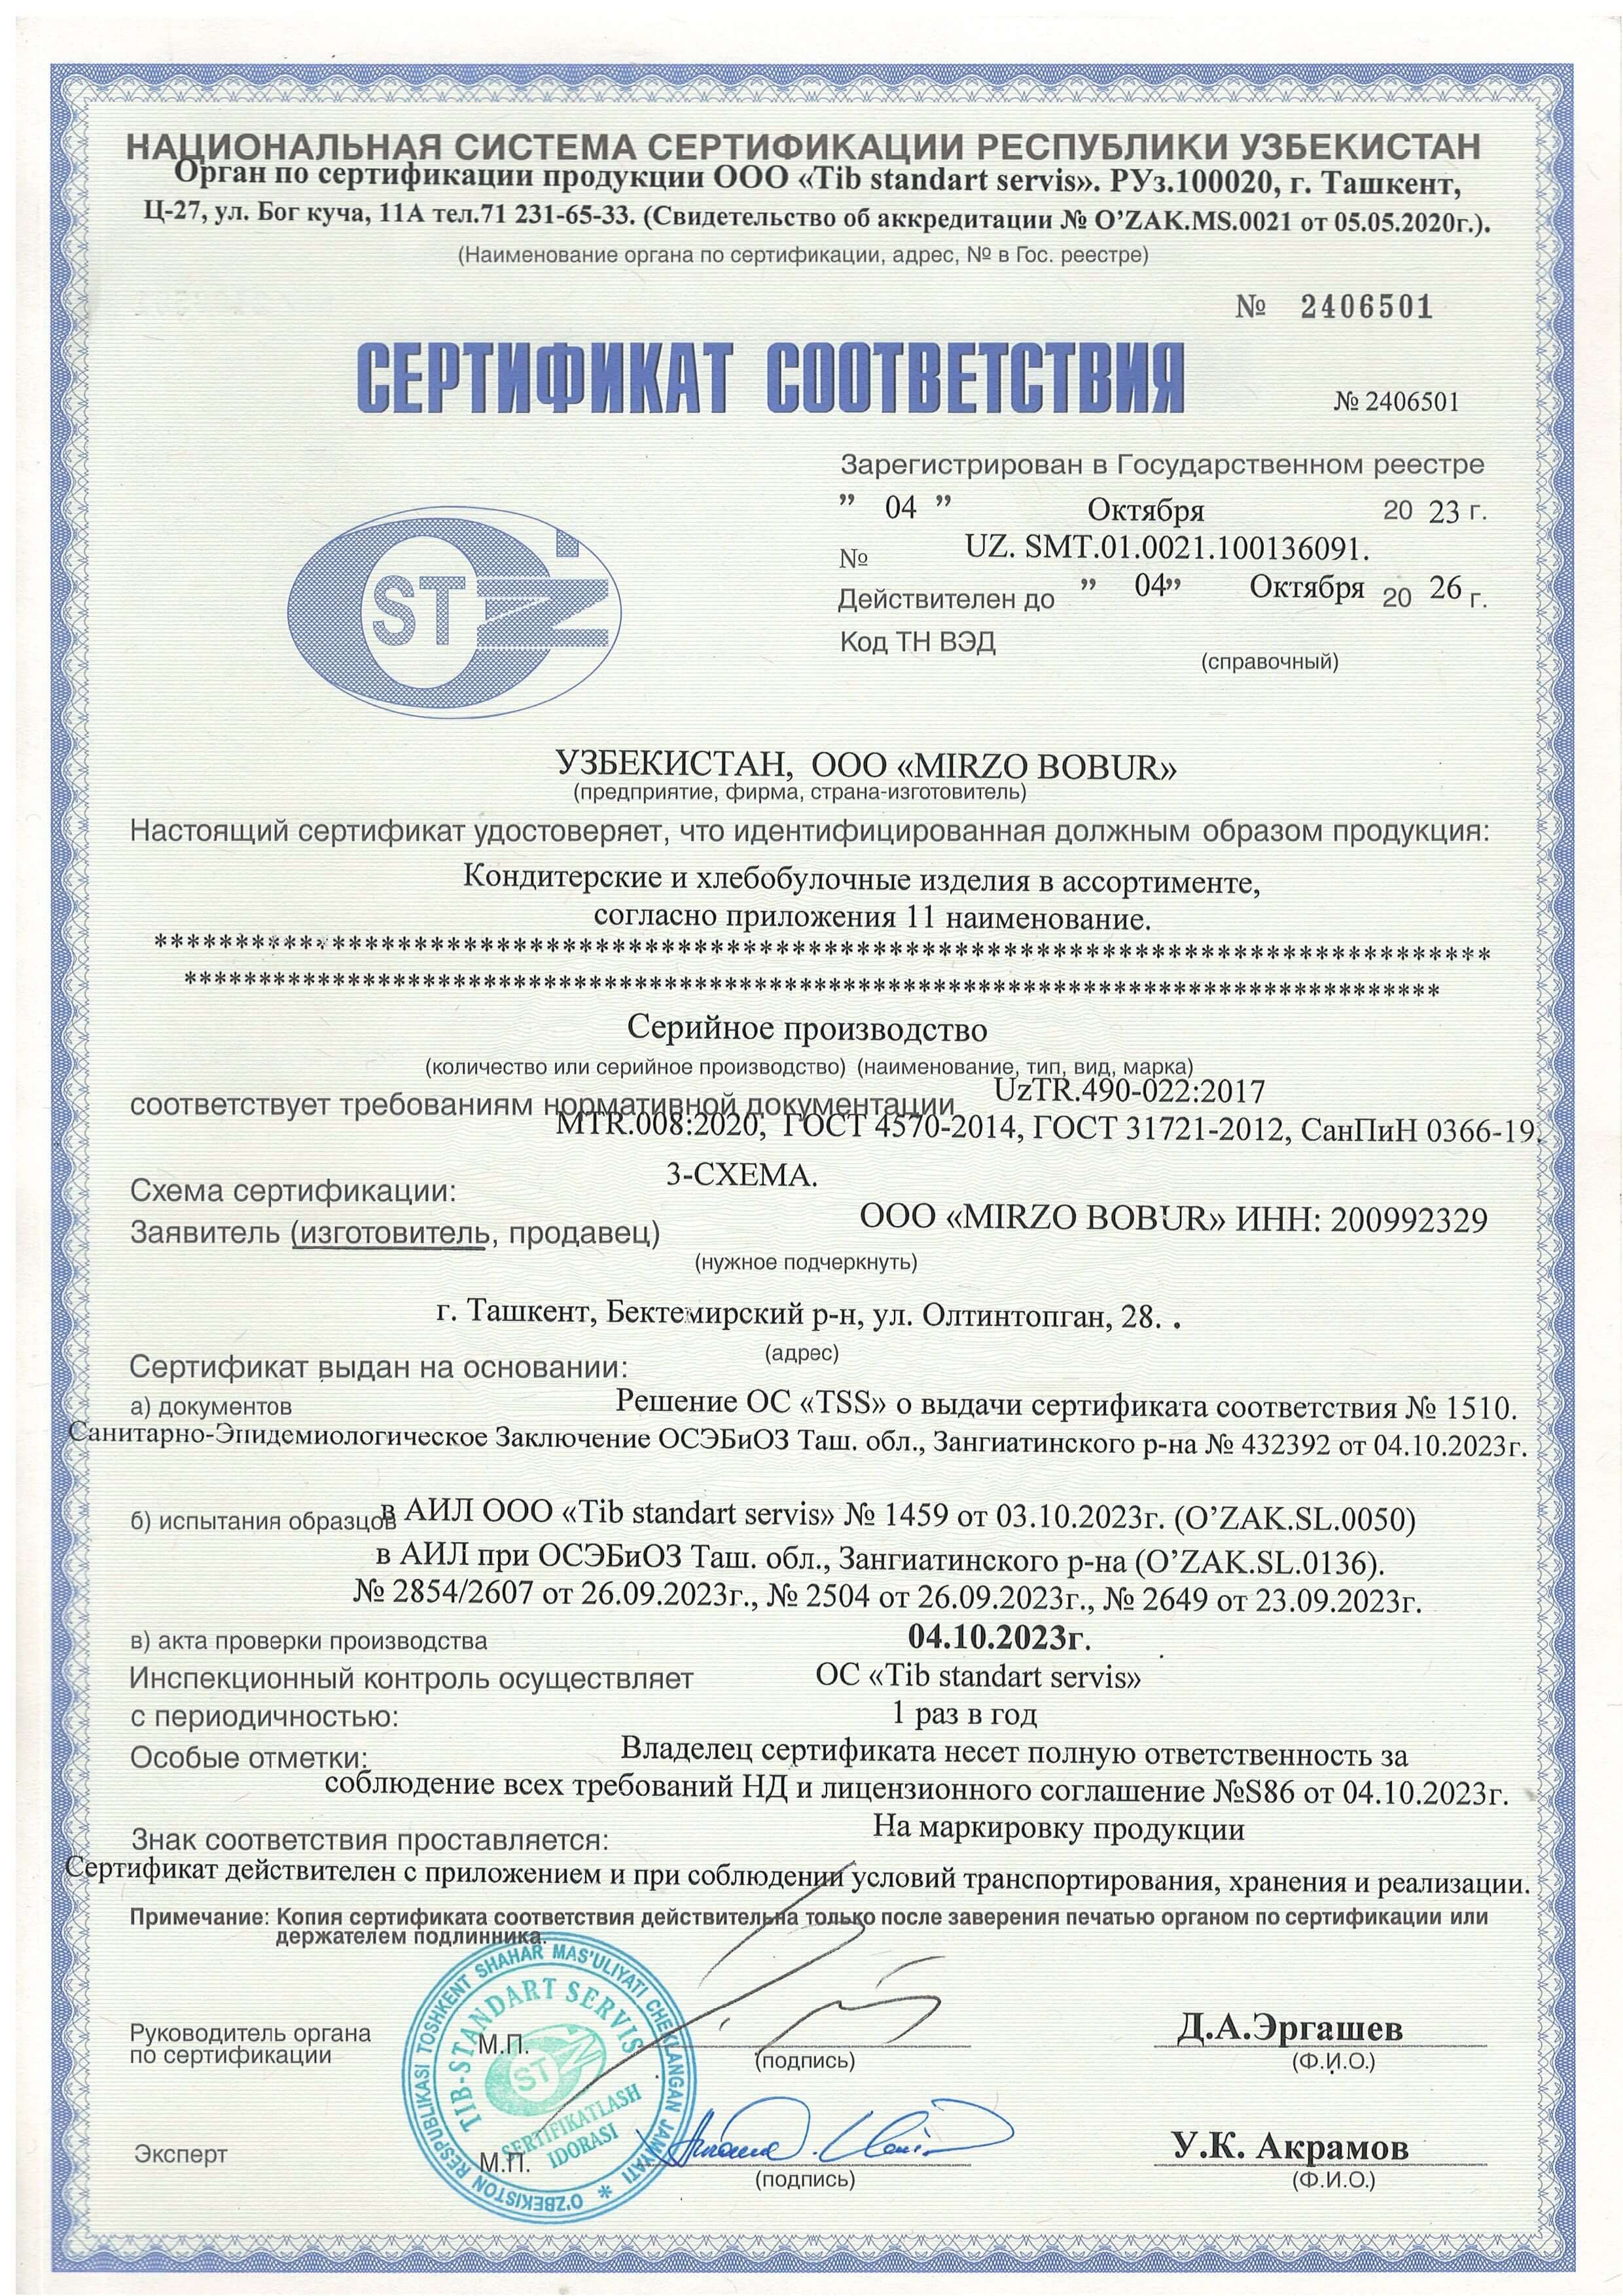 НАЦИОНАЛЬНАЯ СИСТЕМА СЕРТИФИКАЦИИ РЕСПУБЛИКИ УЗБЕКИСТАН
Орган по сертификации продукции ООО «Tib standart servis». РУз.100020, г. Ташкент,
Ц-27, ул. Бог куча, 11А тел.71 231-65-33. (Свидетельство об аккредитации № O’ZAK.MS.0021 от 05.05.2020г.).
(Наименование органа по сертификации, адрес, № в Гос. реестре)
№ 2406501
СЕРТИФИКАТ СООТВЕТСТВИЯ
№ 2406501
Зарегистрирован в Государственном реестре
” 04 ” Октября 20 23 г.
№ UZ. SMT.01.0021.100136091.
Действителен до ” 04” Октября 20 26 г.
Код ТН ВЭД
(справочный)
ST
УЗБЕКИСТАН, ООО «MIRZO BOBUR»
(предприятие, фирма, страна-изготовитель)
Настоящий сертификат удостоверяет, что идентифицированная должным образом продукция:
Кондитерские и хлебобулочные изделия в ассортименте,
согласно приложения 11 наименование.
******************************************************************************************
*************************************************************************************
Серийное производство
(количество или серийное производство) (наименование, тип, вид, марка)
соответствует требованиям нормативной документации UzTR.490-022:2017
MTR.008:2020, ГОСТ 4570-2014, ГОСТ 31721-2012, СанПиН 0366-19.
Схема сертификации: 3-СХЕМА.
Заявитель (изготовитель, продавец) ООО «MIRZO BOBUR» ИНН: 200992329
(нужное подчеркнуть)
г. Ташкент, Бектемирский р-н, ул. Олтинтопган, 28. .
(адрес)
Сертификат выдан на основании:
а) документов Решение ОС «TSS» о выдачи сертификата соответствия № 1510.
Санитарно-Эпидемиологическое Заключение ОСЭБиОЗ Таш. обл., Зангиатинского р-на № 432392 от 04.10.2023г.
б) испытания образцов в АИЛ ООО «Tib standart servis» № 1459 от 03.10.2023г. (O’ZAK.SL.0050)
в АИЛ при ОСЭБиОЗ Таш. обл., Зангиатинского р-на (O’ZAK.SL.0136).
№ 2854/2607 от 26.09.2023г., № 2504 от 26.09.2023г., № 2649 от 23.09.2023г.
в) акта проверки производства 04.10.2023г.
Инспекционный контроль осуществляет ОС «Tib standart servis»
с периодичностью: 1 раз в год
Особые отметки: Владелец сертификата несет полную ответственность за
соблюдение всех требований НД и лицензионного соглашение №S86 от 04.10.2023г.
Знак соответствия проставляется: На маркировку продукции
Сертификат действителен с приложением и при соблюдении условий транспортирования, хранения и реализации.
Примечание: Копия сертификата соответствия действительна только после заверения печатью органом по сертификации или
держателем подлинника.
Руководитель органа
по сертификации
М.П.
(подпись)
Д.А.Эргашев
(Ф.И.О.)
Эксперт
М.П.
(подпись)
У.К. Акрамов
(Ф.И.О.)
O'ZBEKISTON RESPUBLIKASI TOSHKENT SHAHAR MAS'ULIYATI CHEKLANGAN JAMIYATI *
TIB-STANDART SERVIS
ST
SERTIFIKATLASH
IDORASI